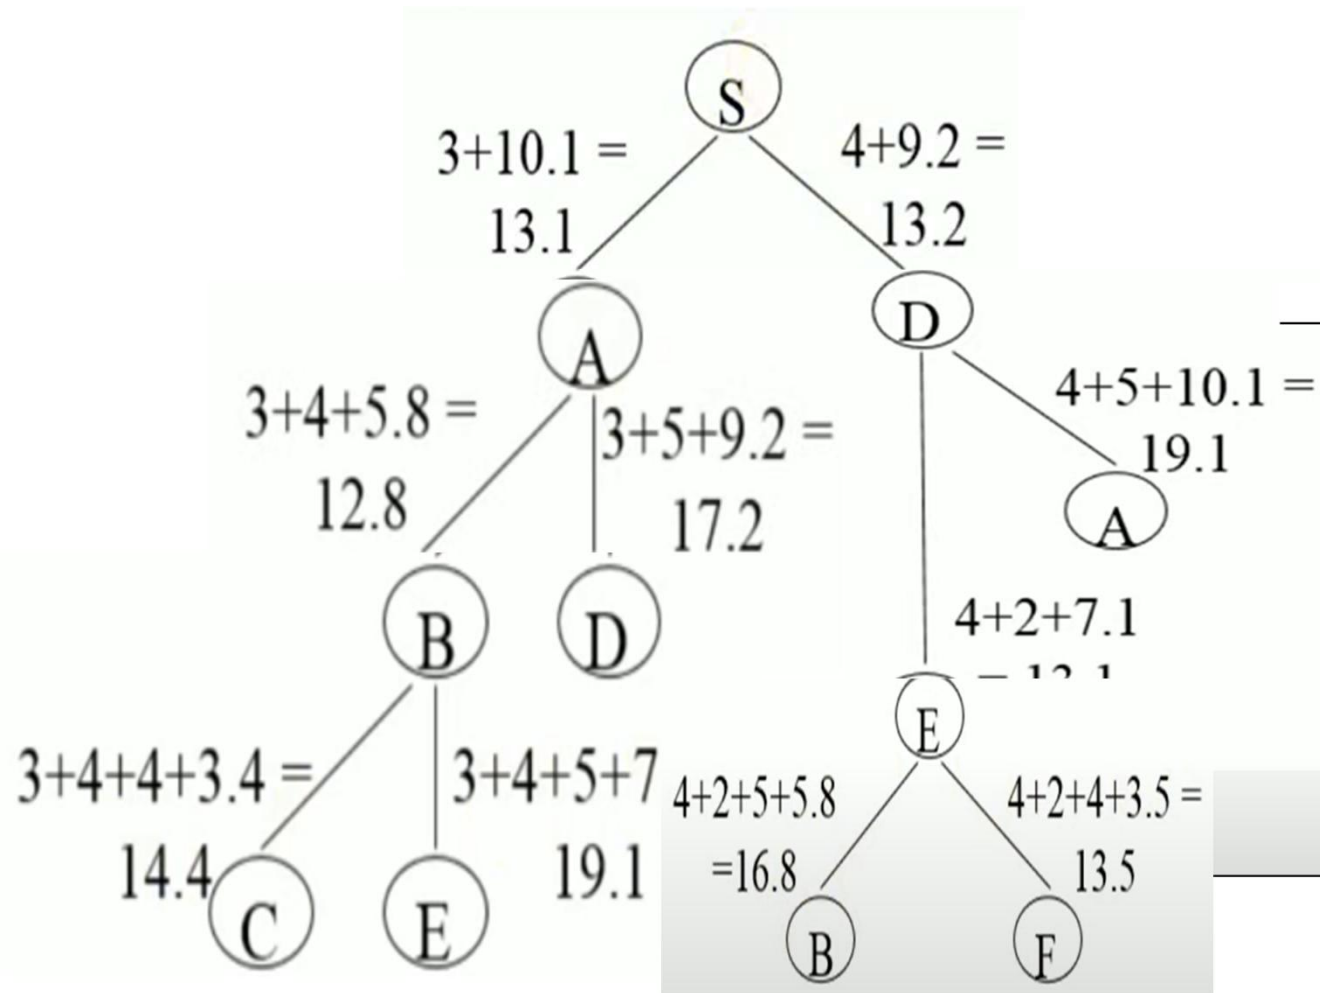 S
3+10.1 =
13.1
4+9.2 =
13.2
A
D
3+4+5.8 =
12.8
3+5+9.2 =
17.2
4+5+10.1 =
19.1
A
B
D
4+2+7.1
E
3+4+4+3.4 =
14.4
3+4+5+7
19.1
4+2+5+5.8
=16.8
4+2+4+3.5 =
13.5
C
E
B
F